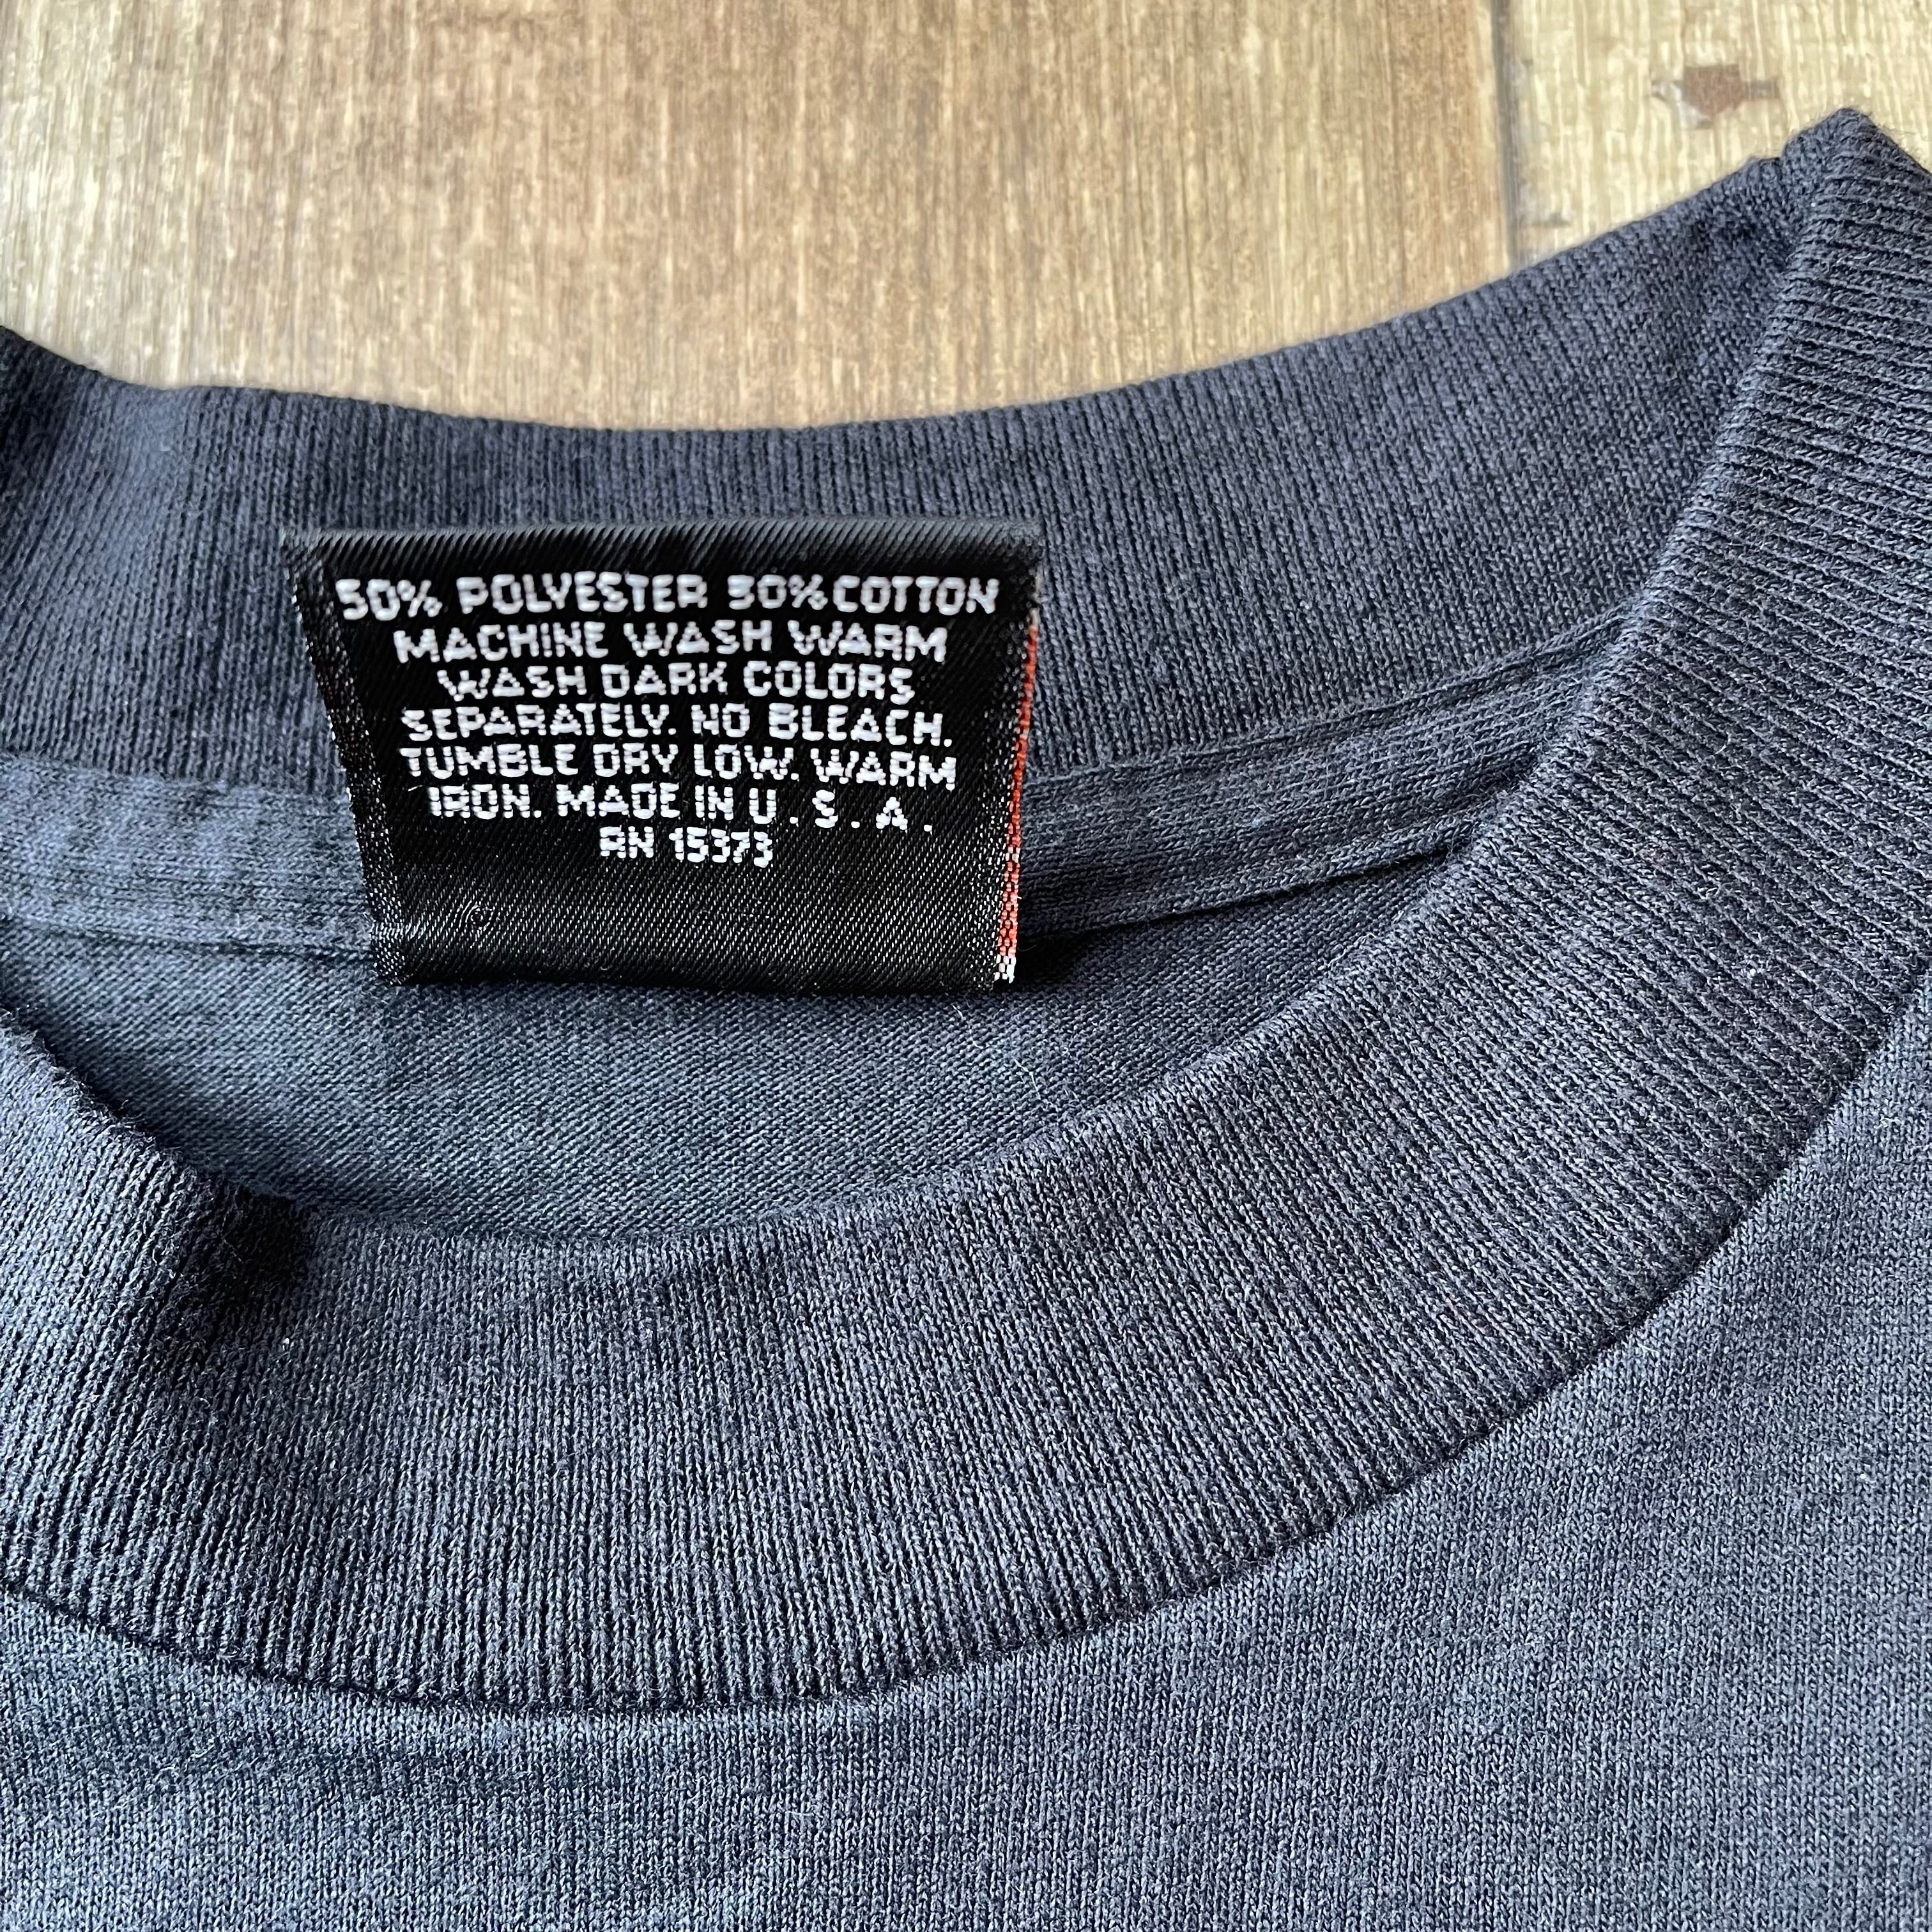 50% POLYESTER 50% COTTON
MACHINE WASH WARM
WASH DARK COLORS
SEPARATELY. NO BLEACH.
TUMBLE DRY LOW. WARM
IRON. MADE IN U.S.A.
RN 15373